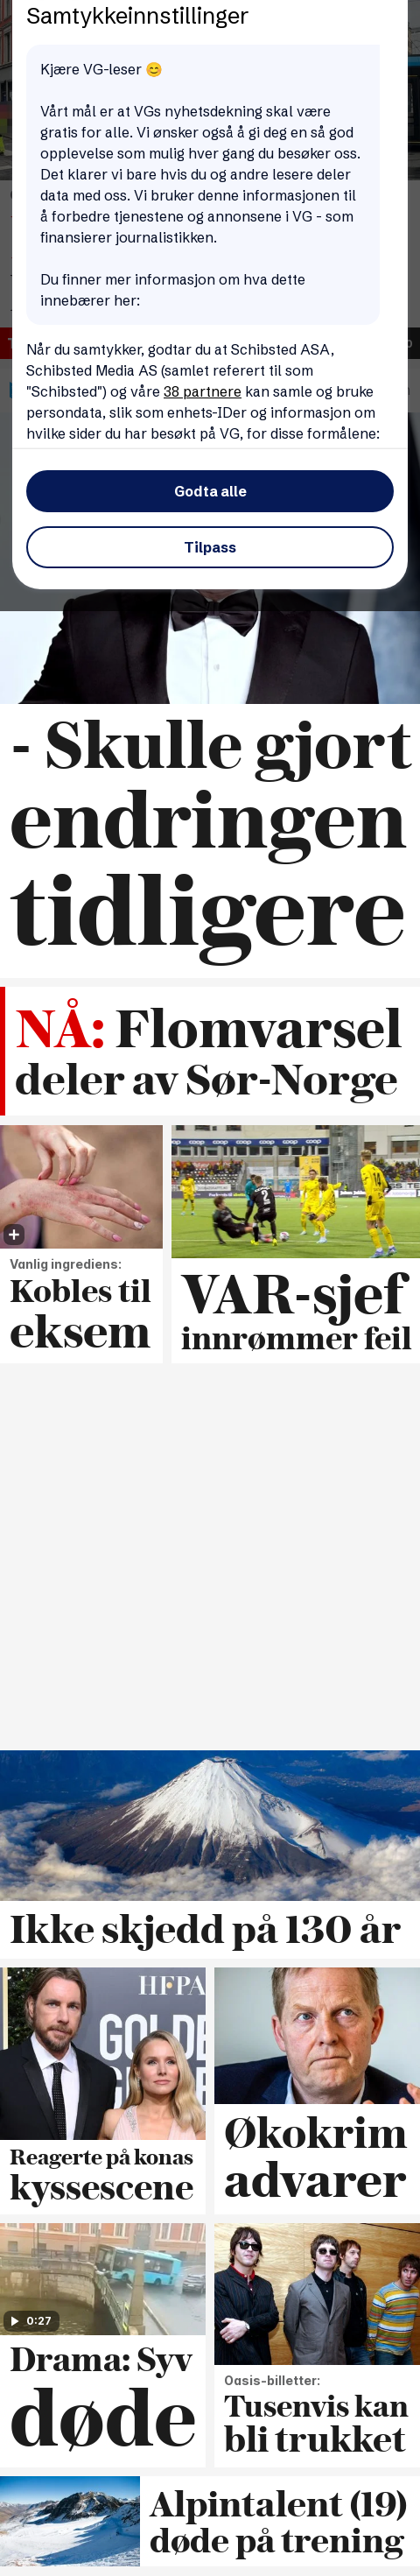 Samtykkeinnstillinger
Kjære VG-leser 😊
Vårt mål er at VGs nyhetsdekning skal være
gratis for alle. Vi ønsker også å gi deg en så god
opplevelse som mulig hver gang du besøker oss.
Det klarer vi bare hvis du og andre lesere deler
data med oss. Vi bruker denne informasjonen til
å forbedre tjenestene og annonsene i VG - som
finansierer journalistikken.
Du finner mer informasjon om hva dette
innebærer her:
Når du samtykker, godtar du at Schibsted ASA,
Schibsted Media AS (samlet referert til som
"Schibsted") og våre 38 partnere kan samle og bruke
persondata, slik som enhets-IDer og informasjon om
hvilke sider du har besøkt på VG, for disse formålene:
Godta alle
Tilpass
- Skulle gjort
endringen
tidligere
NÅ: Flomvarsel
deler av Sør-Norge
Vanlig ingrediens:
Kobles til
eksem
VAR-sjef
innrømmer feil
Ikke skjedd på 130 år
HFPA
Reagerte på konas
kyssescene
Økokrim
advarer
0:27
Drama: Syv
døde
Oasis-billetter:
Tusenvis kan
bli trukket
Alpintalent (19)
døde på trening